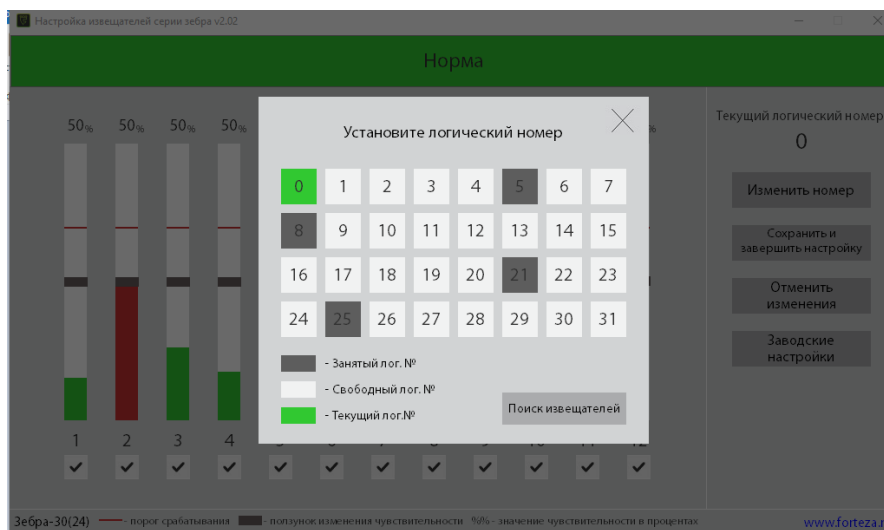 Настройка извещателей серии зебра v2.02
Норма
50% 50% 50% 50% %
Установите логический номер
0 1 2 3 4 5 6 7
8 9 10 11 12 13 14 15
16 17 18 19 20 21 22 23
24 25 26 27 28 29 30 31
- Занятый лог. №
- Свободный лог. №
- Текущий лог.№
Поиск извещателей
Текущий логический номер
0
Изменить номер
Сохранить и
завершить настройку
Отменить
изменения
Заводские
настройки
1 2 3 4
Зебра-30(24) - порог срабатывания - ползунок изменения чувствительности %% - значение чувствительности в процентах www.forteza.r